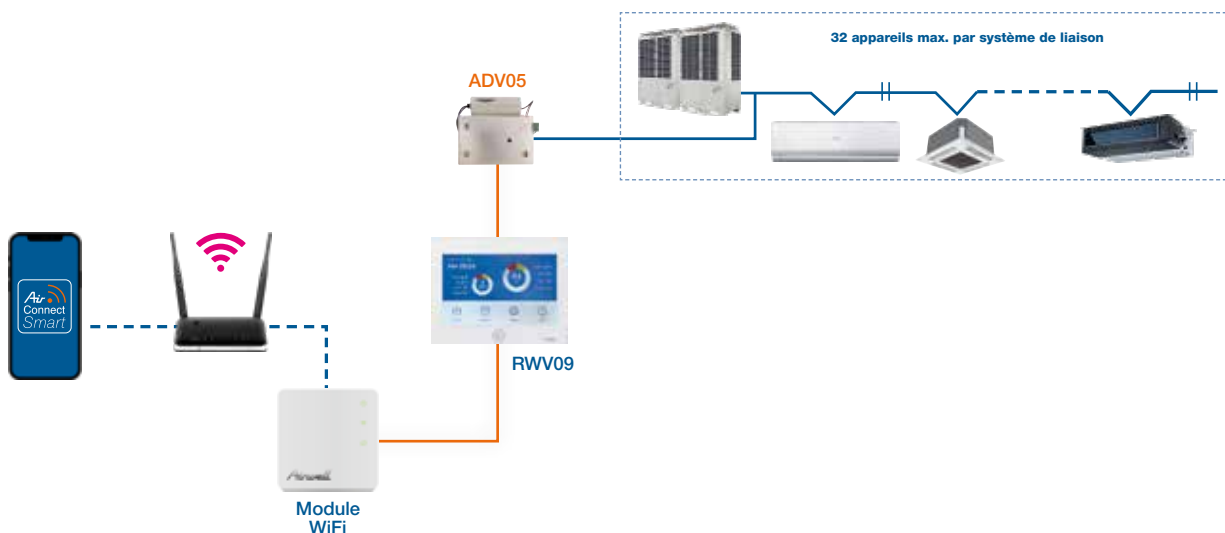 32 appareils max. par système de liaison
ADV05
Air
Connect
Smart
RWV09
Airwell
Module
WiFi